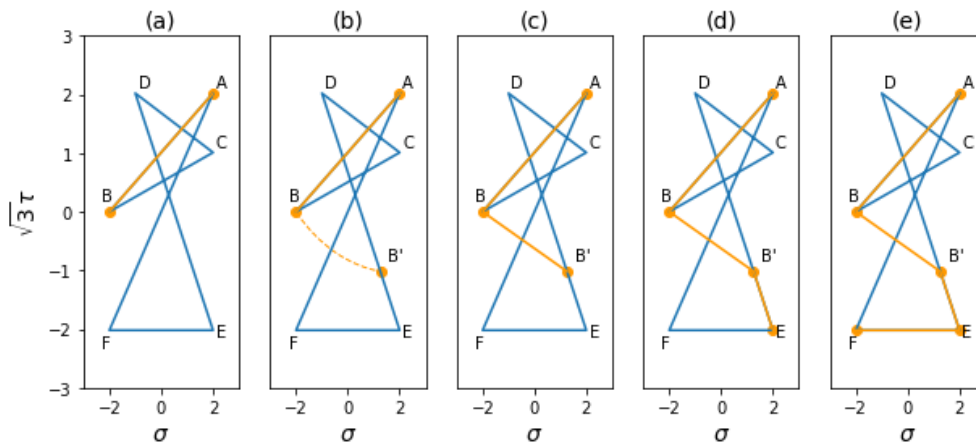 (a) (b) (c) (d) (e)
3
2
1
0
−1
−2
−3
√3 τ
D A C B F E
D A C B B' F E
D A C B B' F E
D A C B B' F E
D A C B B' F E
−2 0 2 −2 0 2 −2 0 2 −2 0 2 −2 0 2
σ σ σ σ σ